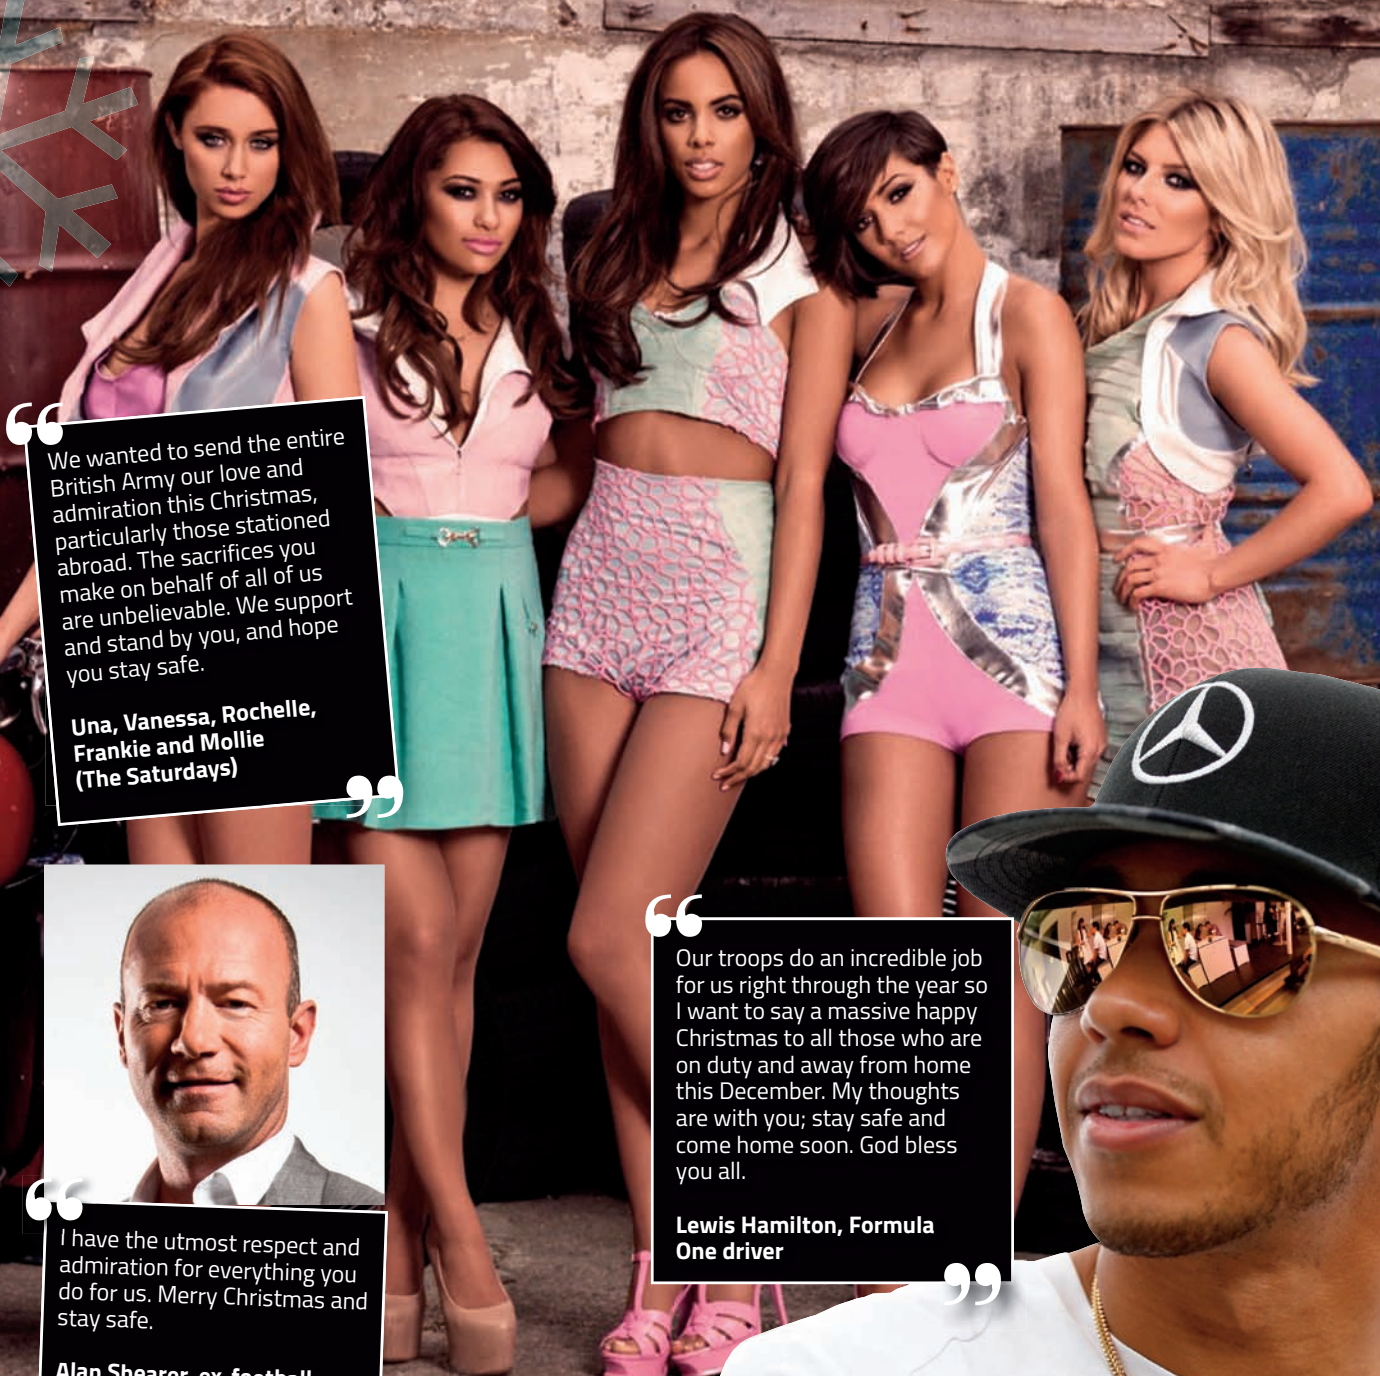 We wanted to send the entire
British Army our love and
admiration this Christmas,
particularly those stationed
abroad. The sacrifices you
make on behalf of all of us
are unbelievable. We support
and stand by you, and hope
you stay safe.
Una, Vanessa, Rochelle,
Frankie and Mollie
(The Saturdays)
I have the utmost respect and
admiration for everything you
do for us. Merry Christmas and
stay safe.
Alan Shearer, ex-football
Our troops do an incredible job
for us right through the year so
I want to say a massive happy
Christmas to all those who are
on duty and away from home
this December. My thoughts
are with you; stay safe and
come home soon. God bless
you all.
Lewis Hamilton, Formula
One driver